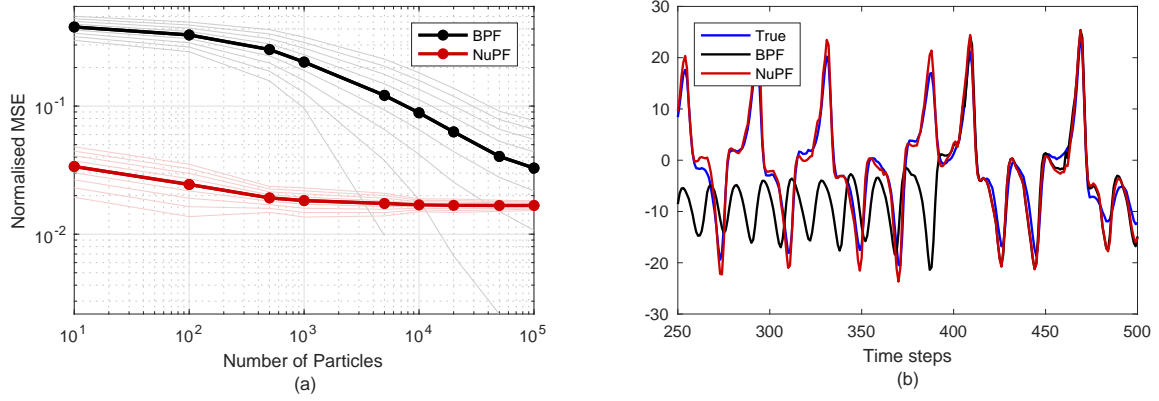 Normalised MSE
10^-1
10^-2
BPF
NuPF
10^1
10^2
10^3
10^4
10^5
Number of Particles
(a)
30
20
10
0
-10
-20
-30
True
BPF
NuPF
250
300
350
400
450
500
Time steps
(b)